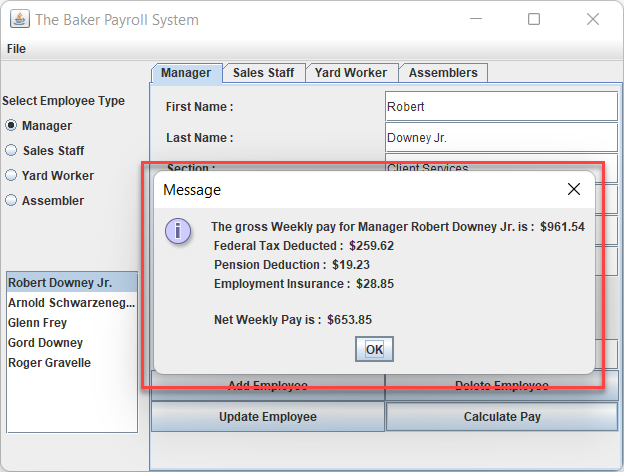 The Baker Payroll System
File
Manager
Sales Staff
Yard Worker
Assemblers
Select Employee Type
Manager
Sales Staff
Yard Worker
Assembler
First Name :
Robert
Last Name :
Downey Jr.
Section :
Client Services
Message
The gross Weekly pay for Manager Robert Downey Jr. is : $961.54
Federal Tax Deducted : $259.62
Pension Deduction : $19.23
Employment Insurance : $28.85
Net Weekly Pay is : $653.85
OK
Robert Downey Jr.
Arnold Schwarzeneg...
Glenn Frey
Gord Downey
Roger Gravelle
Add Employee
Delete Employee
Update Employee
Calculate Pay